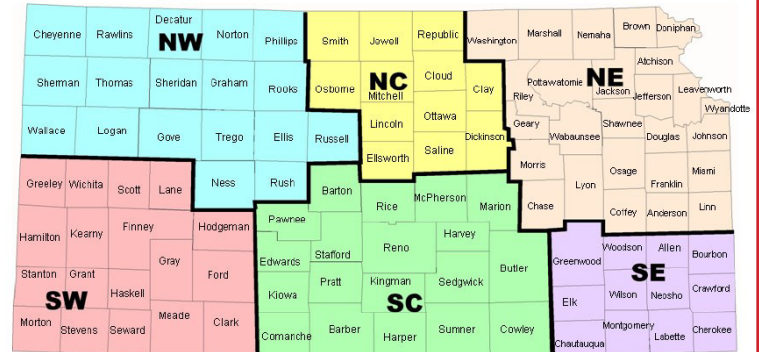 Cheyenne Rawlins Decatur Norton Phillips Smith Jewell Republic Washington Marshall Nemaha Brown Doniphan
NW
Sherman Thomas Sheridan Graham Rooks Osborne Mitchell Cloud Clay Riley Pottawatomie Jackson Atchison Jefferson Leavenworth Wyandotte
NC
NE
Wallace Logan Gove Trego Ellis Russell Lincoln Ottawa Dickinson Geary Wabaunsee Shawnee Douglas Johnson
Ellsworth Saline Morris Lyon Osage Franklin Miami
Greeley Wichita Scott Lane Ness Rush Barton Rice McPherson Marion Chase Coffey Anderson Linn
Hamilton Kearny Finney Hodgeman Pawnee Stafford Reno Harvey Butler Greenwood Woodson Allen Bourbon
Stanton Grant Haskell Gray Ford Edwards Pratt Kingman Sedgwick Elk Wilson Neosho Crawford
SW
SC
SE
Morton Stevens Seward Meade Clark Kiowa Comanche Barber Harper Sumner Cowley Chautauqua Montgomery Labette Cherokee